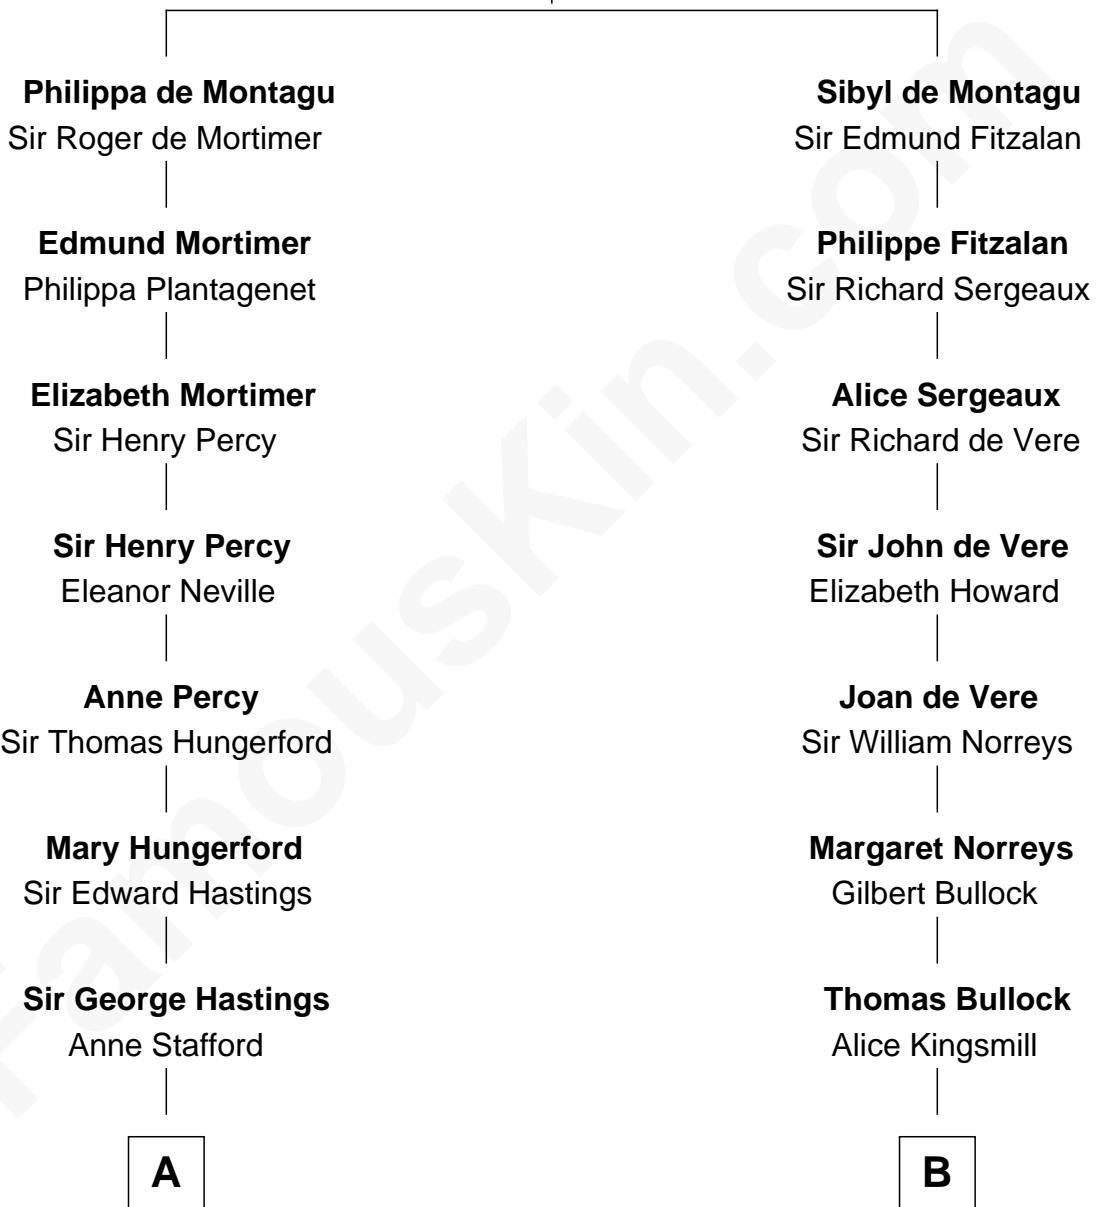 Philippa de Montagu
Sir Roger de Mortimer
Edmund Mortimer
Philippa Plantagenet
Elizabeth Mortimer
Sir Henry Percy
Sir Henry Percy
Eleanor Neville
Anne Percy
Sir Thomas Hungerford
Mary Hungerford
Sir Edward Hastings
Sir George Hastings
Anne Stafford
A
Sibyl de Montagu
Sir Edmund Fitzalan
Philippe Fitzalan
Sir Richard Sergeaux
Alice Sergeaux
Sir Richard de Vere
Sir John de Vere
Elizabeth Howard
Joan de Vere
Sir William Norreys
Margaret Norreys
Gilbert Bullock
Thomas Bullock
Alice Kingsmill
B
FamousKin.com